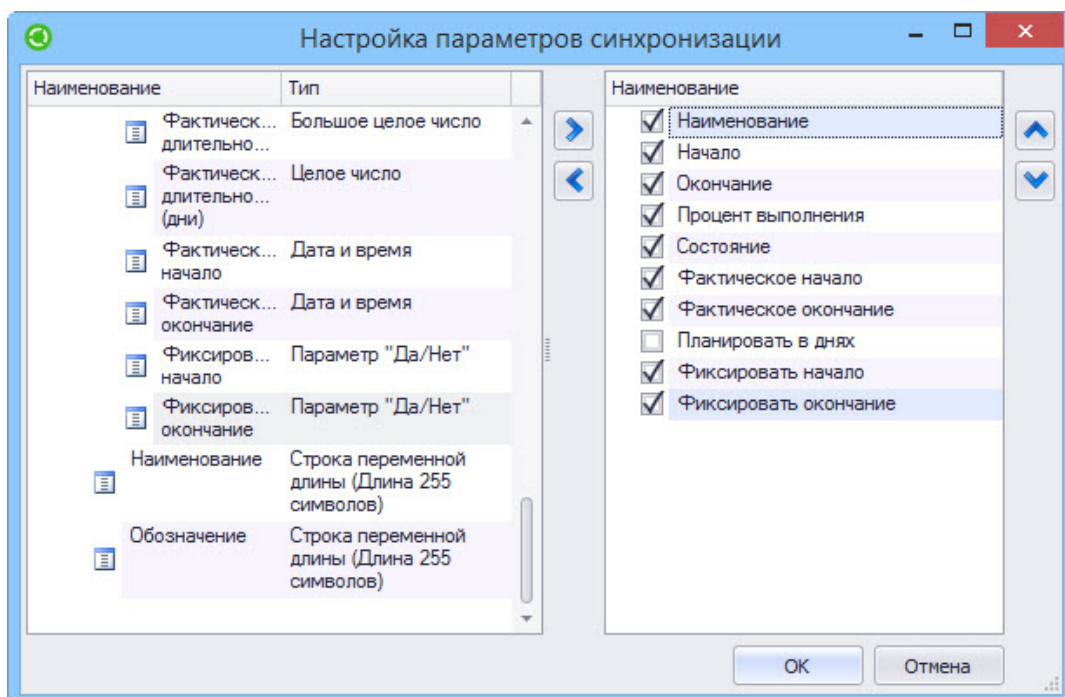 Настройка параметров синхронизации
Наименование Тип
Фактическ... Большое целое число
длительно...
Фактическ... Целое число
длительно...
(дни)
Фактическ... Дата и время
начало
Фактическ... Дата и время
окончание
Фиксиров... Параметр "Да/Нет"
начало
Фиксиров... Параметр "Да/Нет"
окончание
Наименование Строка переменной
длины (Длина 255
символов)
Обозначение Строка переменной
длины (Длина 255
символов)
Наименование
Наименование
Начало
Окончание
Процент выполнения
Состояние
Фактическое начало
Фактическое окончание
Планировать в днях
Фиксировать начало
Фиксировать окончание
ОК Отмена